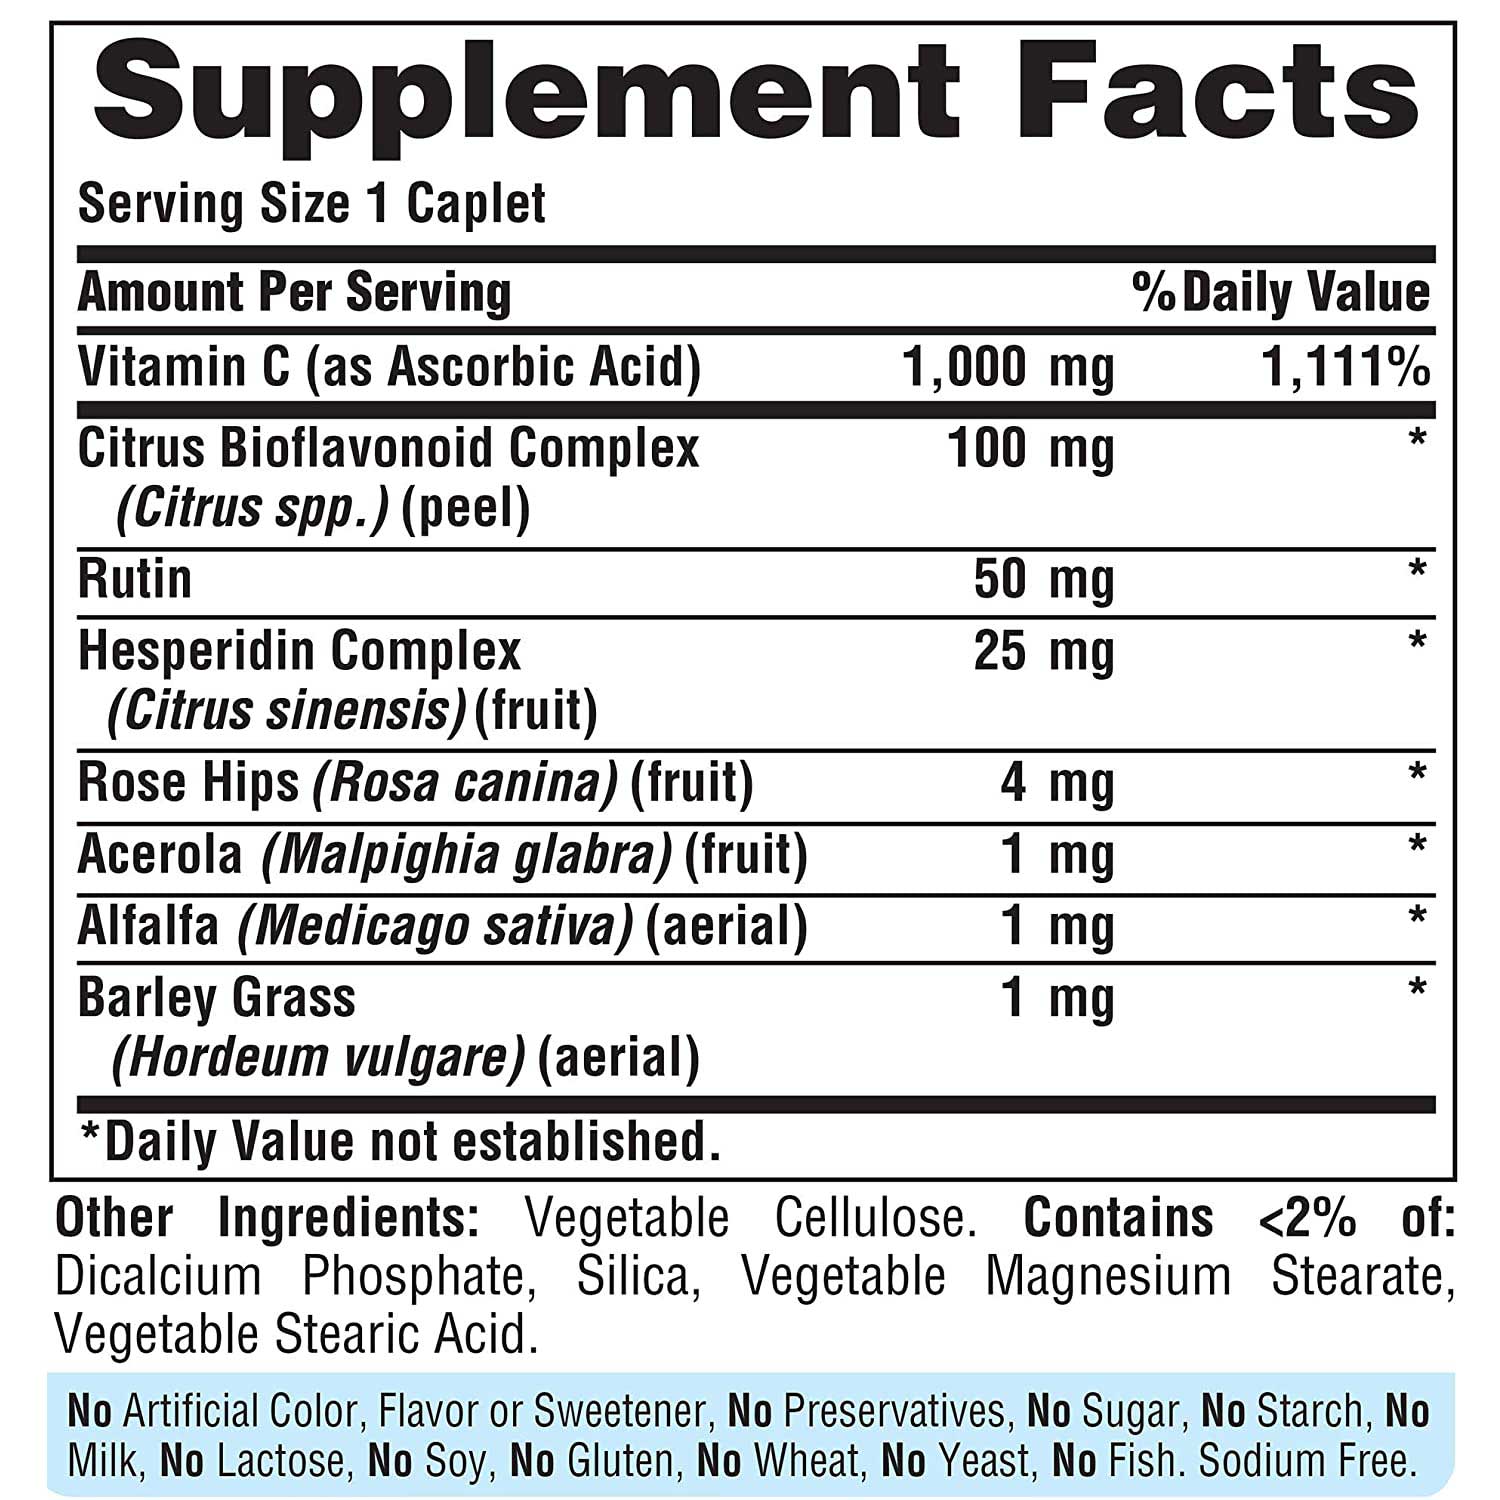 Supplement Facts
Serving Size 1 Caplet
Amount Per Serving %Daily Value
Vitamin C (as Ascorbic Acid) 1,000 mg 1,111%
Citrus Bioflavonoid Complex 100 mg *
(Citrus spp.) (peel)
Rutin 50 mg *
Hesperidin Complex 25 mg *
(Citrus sinensis) (fruit)
Rose Hips (Rosa canina) (fruit) 4 mg *
Acerola (Malpighia glabra) (fruit) 1 mg *
Alfalfa (Medicago sativa) (aerial) 1 mg *
Barley Grass 1 mg *
(Hordeum vulgare) (aerial)
*Daily Value not established.
Other Ingredients: Vegetable Cellulose. Contains <2% of:
Dicalcium Phosphate, Silica, Vegetable Magnesium Stearate,
Vegetable Stearic Acid.
No Artificial Color, Flavor or Sweetener, No Preservatives, No Sugar, No Starch, No
Milk, No Lactose, No Soy, No Gluten, No Wheat, No Yeast, No Fish. Sodium Free.